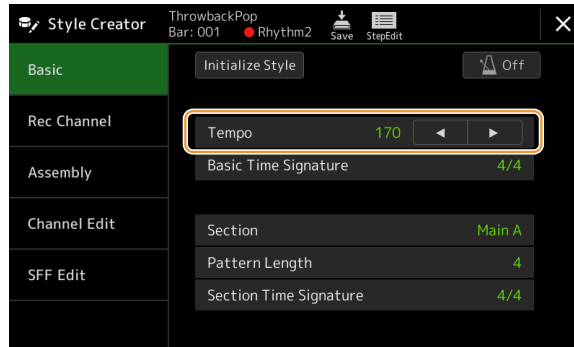 Style Creator
ThrowbackPop
Bar: 001 Rhythm2
Save
StepEdit
Basic
Initialize Style
Off
Rec Channel
Tempo 170
Assembly
Basic Time Signature 4/4
Channel Edit
Section Main A
Pattern Length 4
SFF Edit
Section Time Signature 4/4